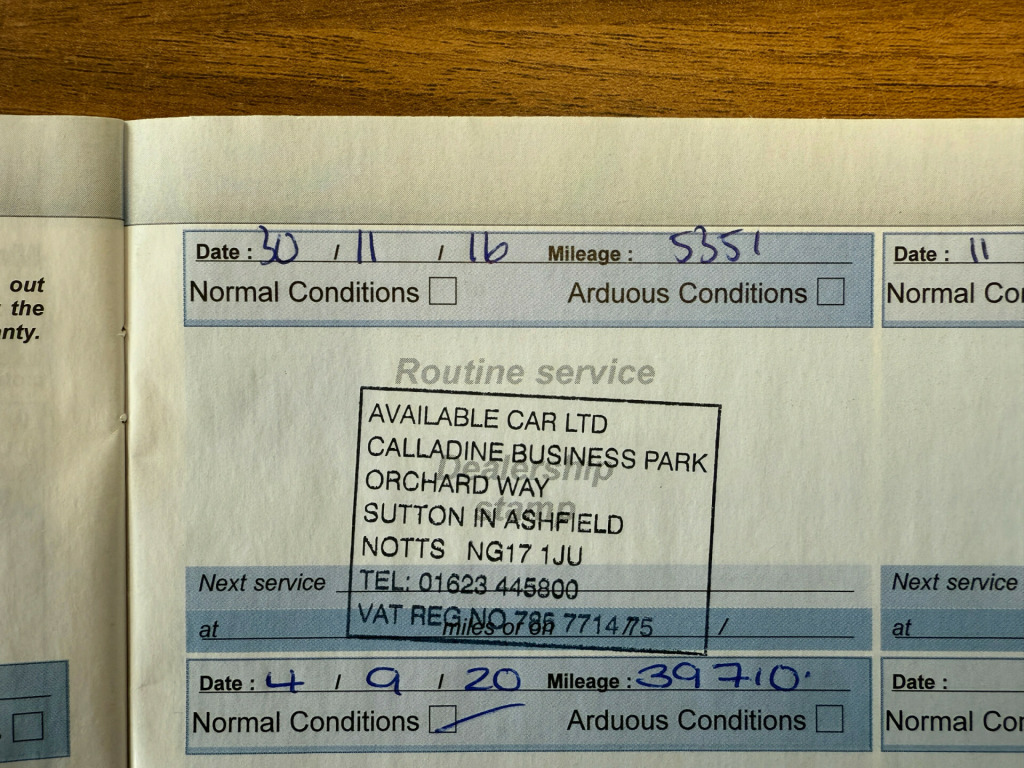 out
the
nty.
Date : 30 / 11 / 16 Mileage : 5351
Normal Conditions Arduous Conditions
Routine service
Dealership
stamp
AVAILABLE CAR LTD
CALLADINE BUSINESS PARK
ORCHARD WAY
SUTTON IN ASHFIELD
NOTTS NG17 1JU
TEL: 01623 445800
VAT REG NO 785 7714 75
Next service
at miles or on / /
Date : 4 / 9 / 20 Mileage : 39710.
Normal Conditions Arduous Conditions
Date : 11
Normal Cor
Next service
at
Date :
Normal Cor